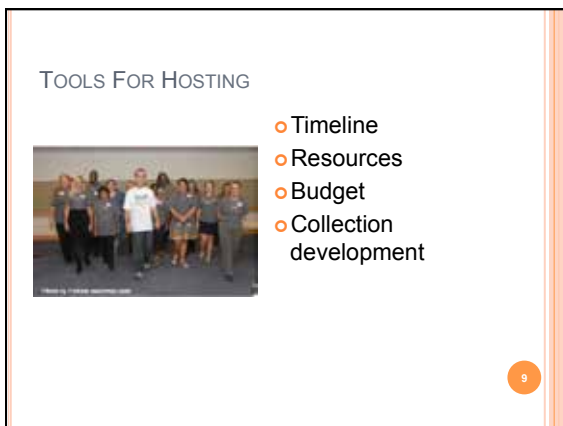 TOOLS FOR HOSTING
Timeline
Resources
Budget
Collection
development
9